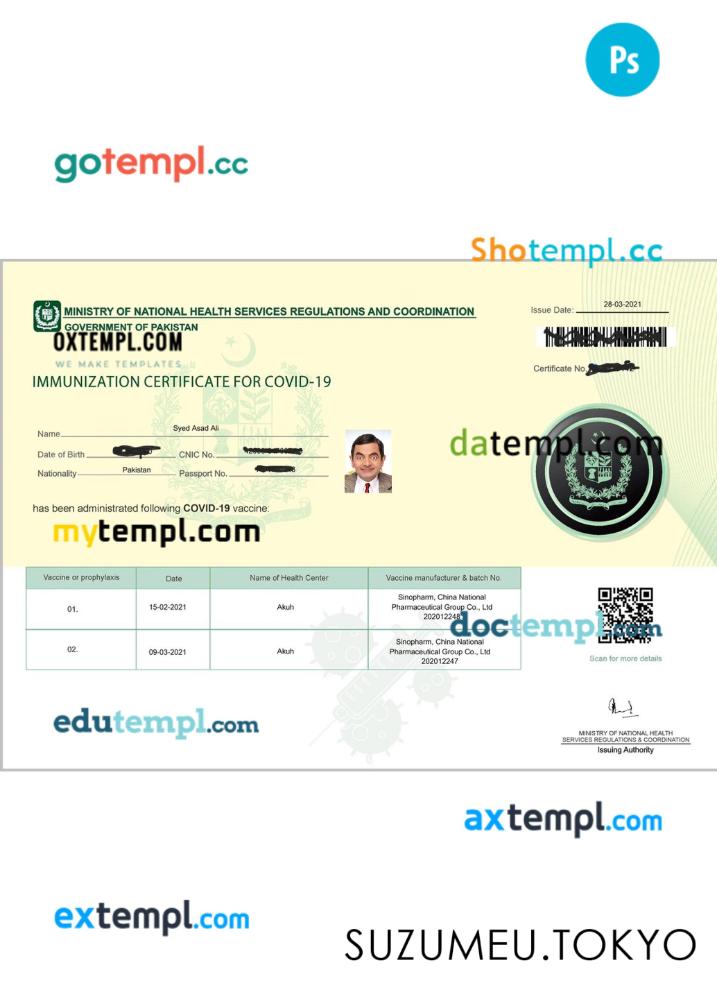 Ps
gotempl.cc
Shotempl.cc
MINISTRY OF NATIONAL HEALTH SERVICES REGULATIONS AND COORDINATION
GOVERNMENT OF PAKISTAN
OXTEMPL.COM
WE MAKE TEMPLATES
IMMUNIZATION CERTIFICATE FOR COVID-19
Issue Date: 28-03-2021
Certificate No.
Name Syed Asad Ali
Date of Birth CNIC No.
Nationality Pakistan Passport No.
datempl.com
has been administrated following COVID-19 vaccine:
mytempl.com
Vaccine or prophylaxis Date Name of Health Center Vaccine manufacturer & batch No.
01. 15-02-2021 Akuh Sinopharm, China National
Pharmaceutical Group Co., Ltd
202012248
doctempl.com
02. 09-03-2021 Akuh Sinopharm, China National
Pharmaceutical Group Co., Ltd
202012247
Scan for more details
edutempl.com
MINISTRY OF NATIONAL HEALTH
SERVICES REGULATIONS & COORDINATION
Issuing Authority
axtempl.com
extempl.com
SUZUMEU.TOKYO